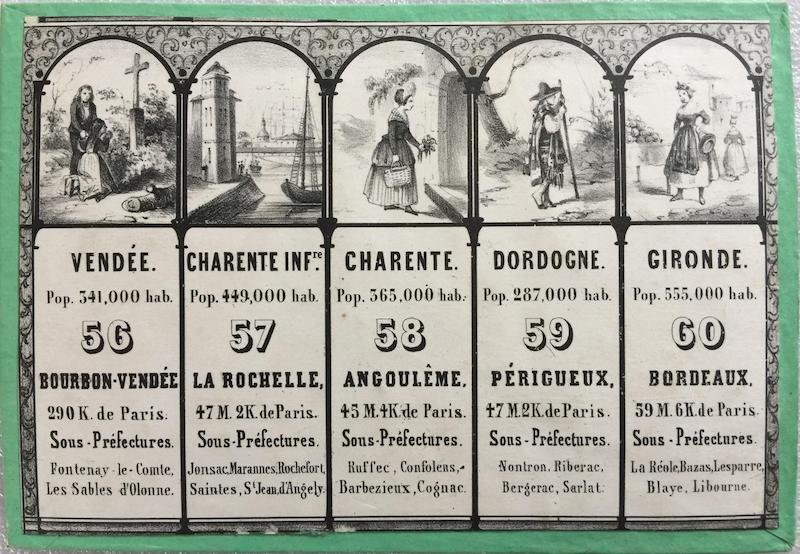 VENDÉE.
Pop. 341,000 hab.
56
BOURBON-VENDÉE
290 K. de Paris.
Sous-Préfectures.
Fontenay-le-Comte,
Les Sables d'Olonne.
CHARENTE INF.re
Pop. 449,000 hab.
57
LA ROCHELLE,
47 M. 2K. de Paris.
Sous-Préfectures.
Jonsac, Marannes, Rochefort,
Saintes, St Jean, d'Angely.
CHARENTE.
Pop. 365,000 hab.
58
ANGOULÊME,
45 M. 4K. de Paris.
Sous-Préfectures.
Ruffec, Confolens,
Barbezieux, Cognac.
DORDOGNE.
Pop. 287,000 hab.
59
PÉRIGUEUX,
47 M. 2K. de Paris.
Sous-Préfectures.
Nontron, Riberac,
Bergerac, Sarlat.
GIRONDE.
Pop. 555,000 hab.
60
BORDEAUX,
59 M. 6K. de Paris.
Sous-Préfectures.
La Réole, Bazas, Lesparre,
Blaye, Libourne.